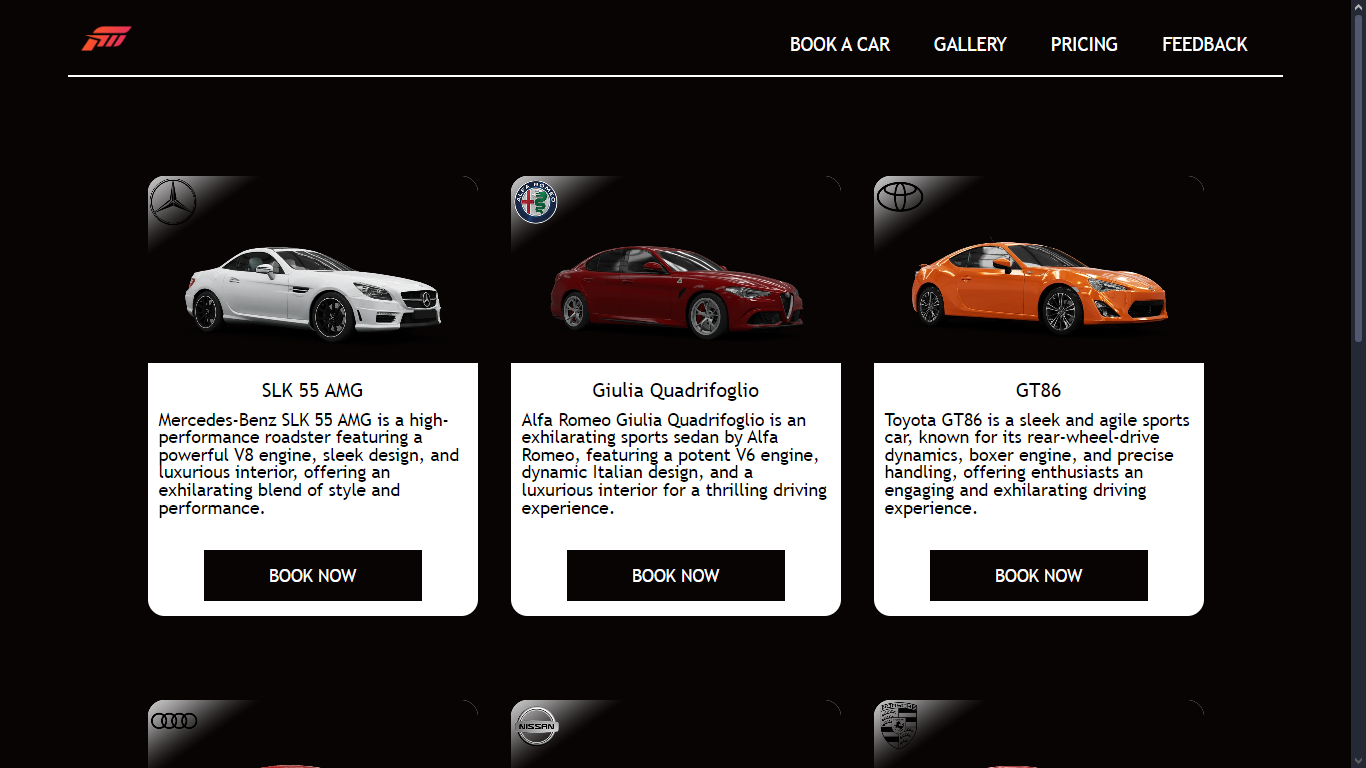 BOOK A CAR GALLERY PRICING FEEDBACK
ALFA ROMEO
SLK 55 AMG
Mercedes-Benz SLK 55 AMG is a high-
performance roadster featuring a
powerful V8 engine, sleek design, and
luxurious interior, offering an
exhilarating blend of style and
performance.
BOOK NOW
Giulia Quadrifoglio
Alfa Romeo Giulia Quadrifoglio is an
exhilarating sports sedan by Alfa
Romeo, featuring a potent V6 engine,
dynamic Italian design, and a
luxurious interior for a thrilling driving
experience.
BOOK NOW
GT86
Toyota GT86 is a sleek and agile sports
car, known for its rear-wheel-drive
dynamics, boxer engine, and precise
handling, offering enthusiasts an
engaging and exhilarating driving
experience.
BOOK NOW
NISSAN